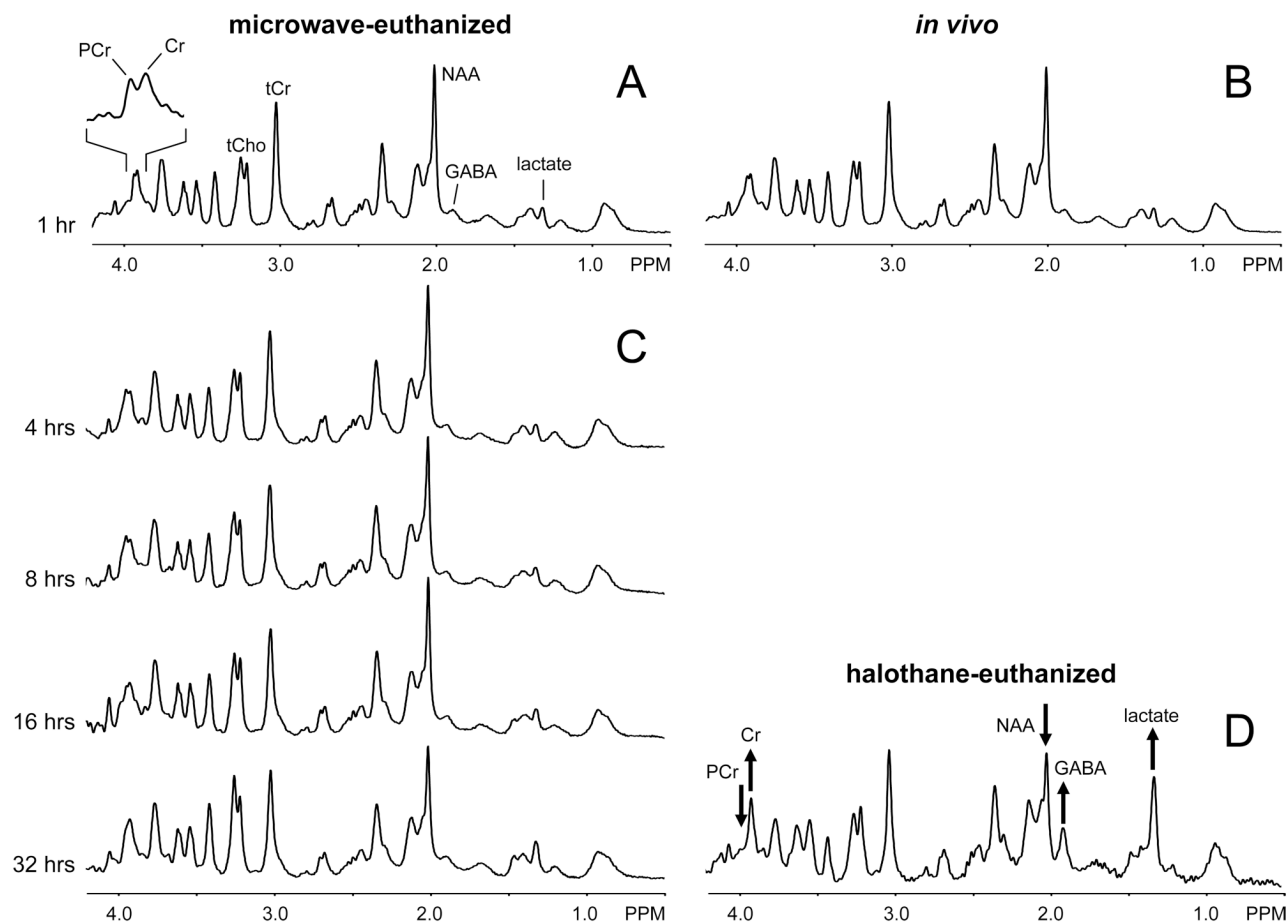 microwave-euthanized
in vivo
PCr
Cr
A
B
tCr
NAA
tCho
GABA
lactate
1 hr
4.0 3.0 2.0 1.0 PPM
4.0 3.0 2.0 1.0 PPM
C
4 hrs
8 hrs
16 hrs
32 hrs
4.0 3.0 2.0 1.0 PPM
halothane-euthanized
D
PCr
Cr
NAA
GABA
lactate
4.0 3.0 2.0 1.0 PPM